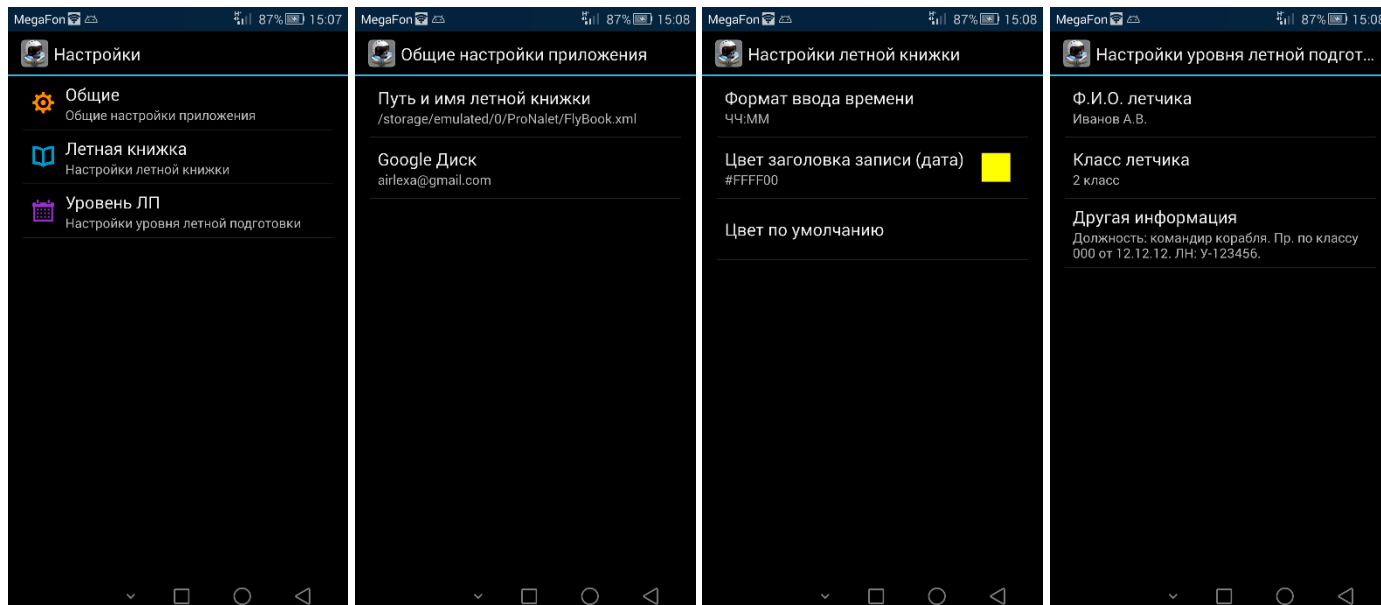 MegaFon 87% 15:07
Настройки
Общие
Общие настройки приложения
Летная книжка
Настройки летной книжки
Уровень ЛП
Настройки уровня летной подготовки
MegaFon 87% 15:08
Общие настройки приложения
Путь и имя летной книжки
/storage/emulated/0/ProNalet/FlyBook.xml
Google Диск
airlexa@gmail.com
MegaFon 87% 15:08
Настройки летной книжки
Формат ввода времени
ЧЧ:ММ
Цвет заголовка записи (дата)
#FFFF00
Цвет по умолчанию
MegaFon 87% 15:08
Настройки уровня летной подгот...
Ф.И.О. летчика
Иванов А.В.
Класс летчика
2 класс
Другая информация
Должность: командир корабля. Пр. по классу
000 от 12.12.12. ЛН: У-123456.